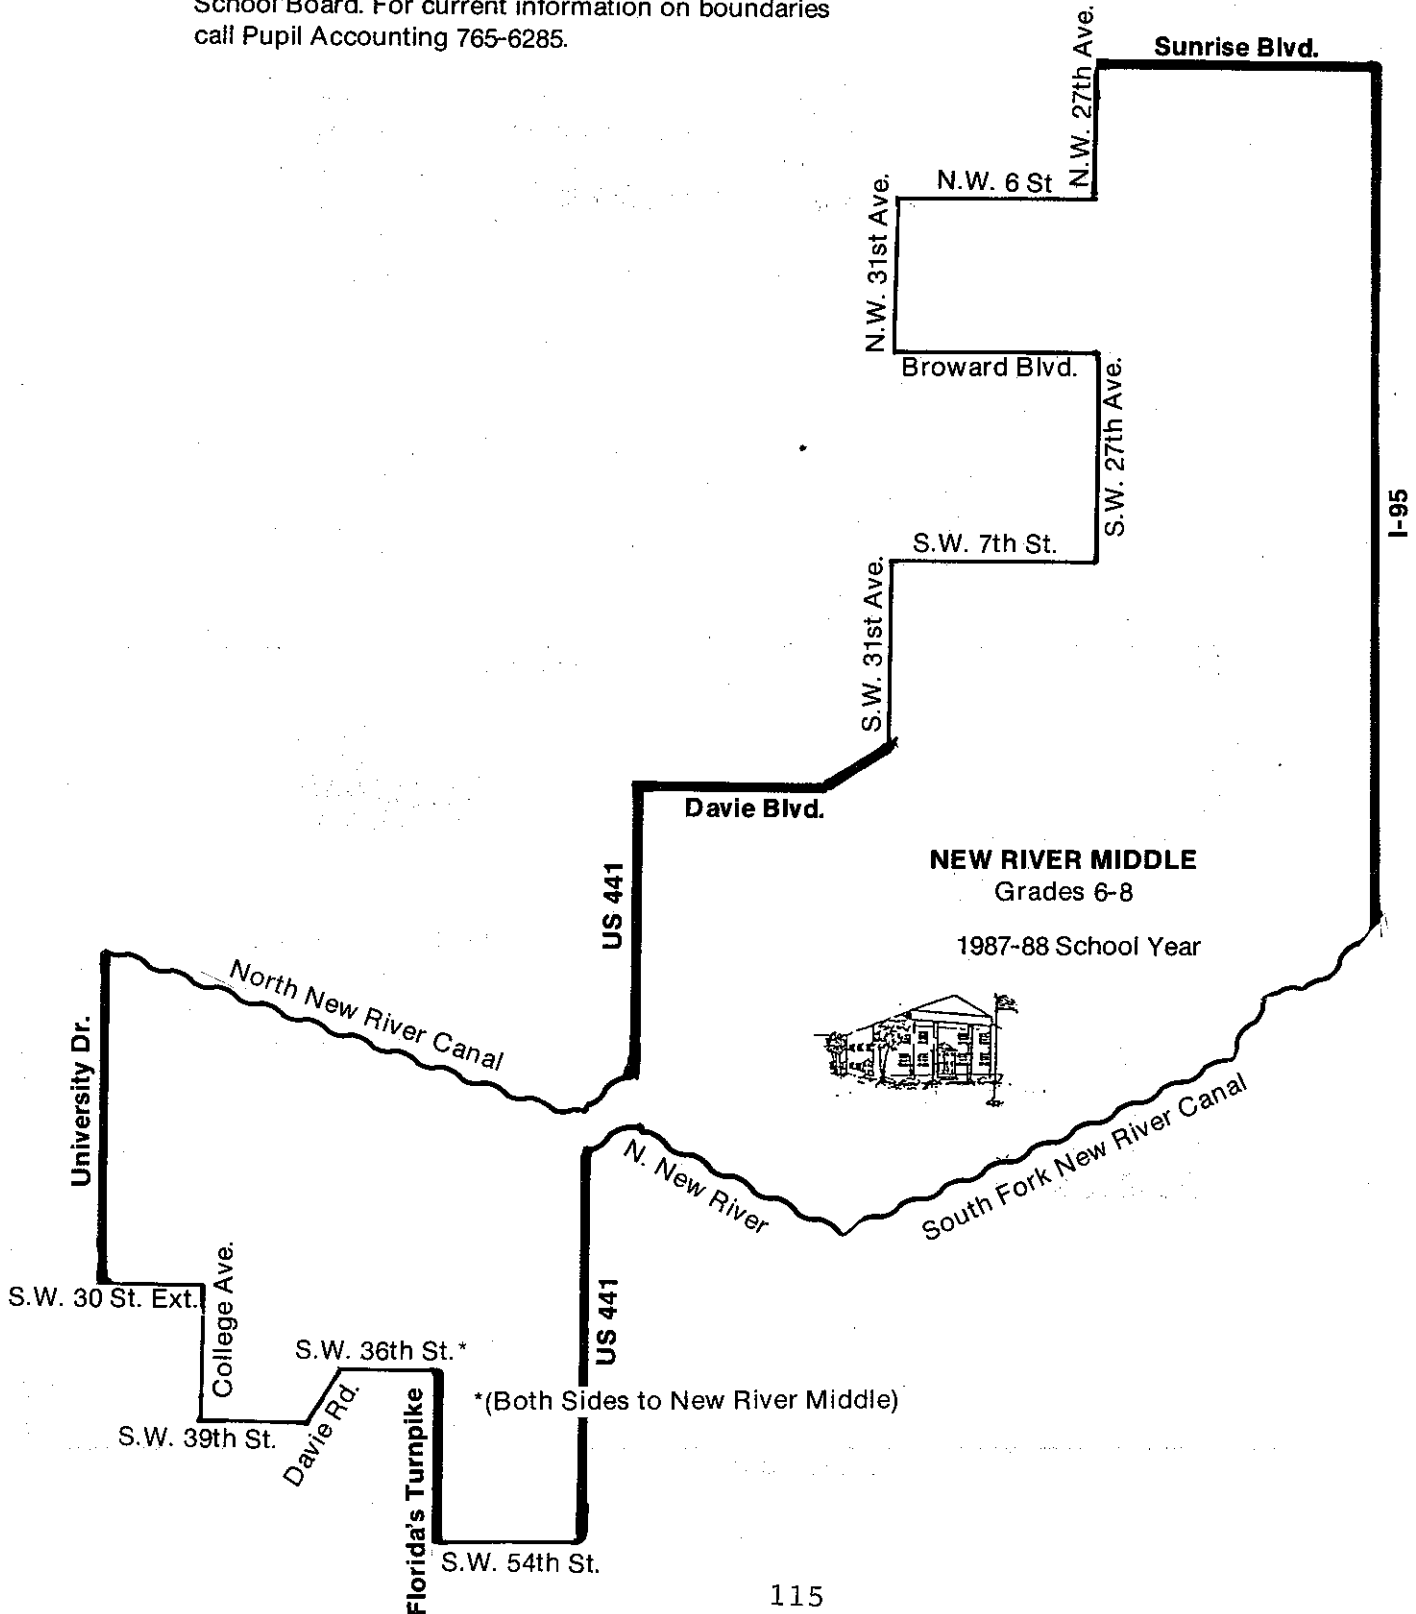 School Board. For current information on boundaries
call Pupil Accounting 765-6285.
Sunrise Blvd.
N.W. 27th Ave.
N.W. 6 St
N.W. 31st Ave.
Broward Blvd.
S.W. 27th Ave.
I-95
S.W. 7th St.
S.W. 31st Ave.
Davie Blvd.
US 441
NEW RIVER MIDDLE
Grades 6-8
1987-88 School Year
North New River Canal
University Dr.
N. New River
South Fork New River Canal
S.W. 30 St. Ext.
College Ave.
US 441
S.W. 36th St.*
*(Both Sides to New River Middle)
S.W. 39th St.
Davie Rd.
Florida's Turnpike
S.W. 54th St.
115